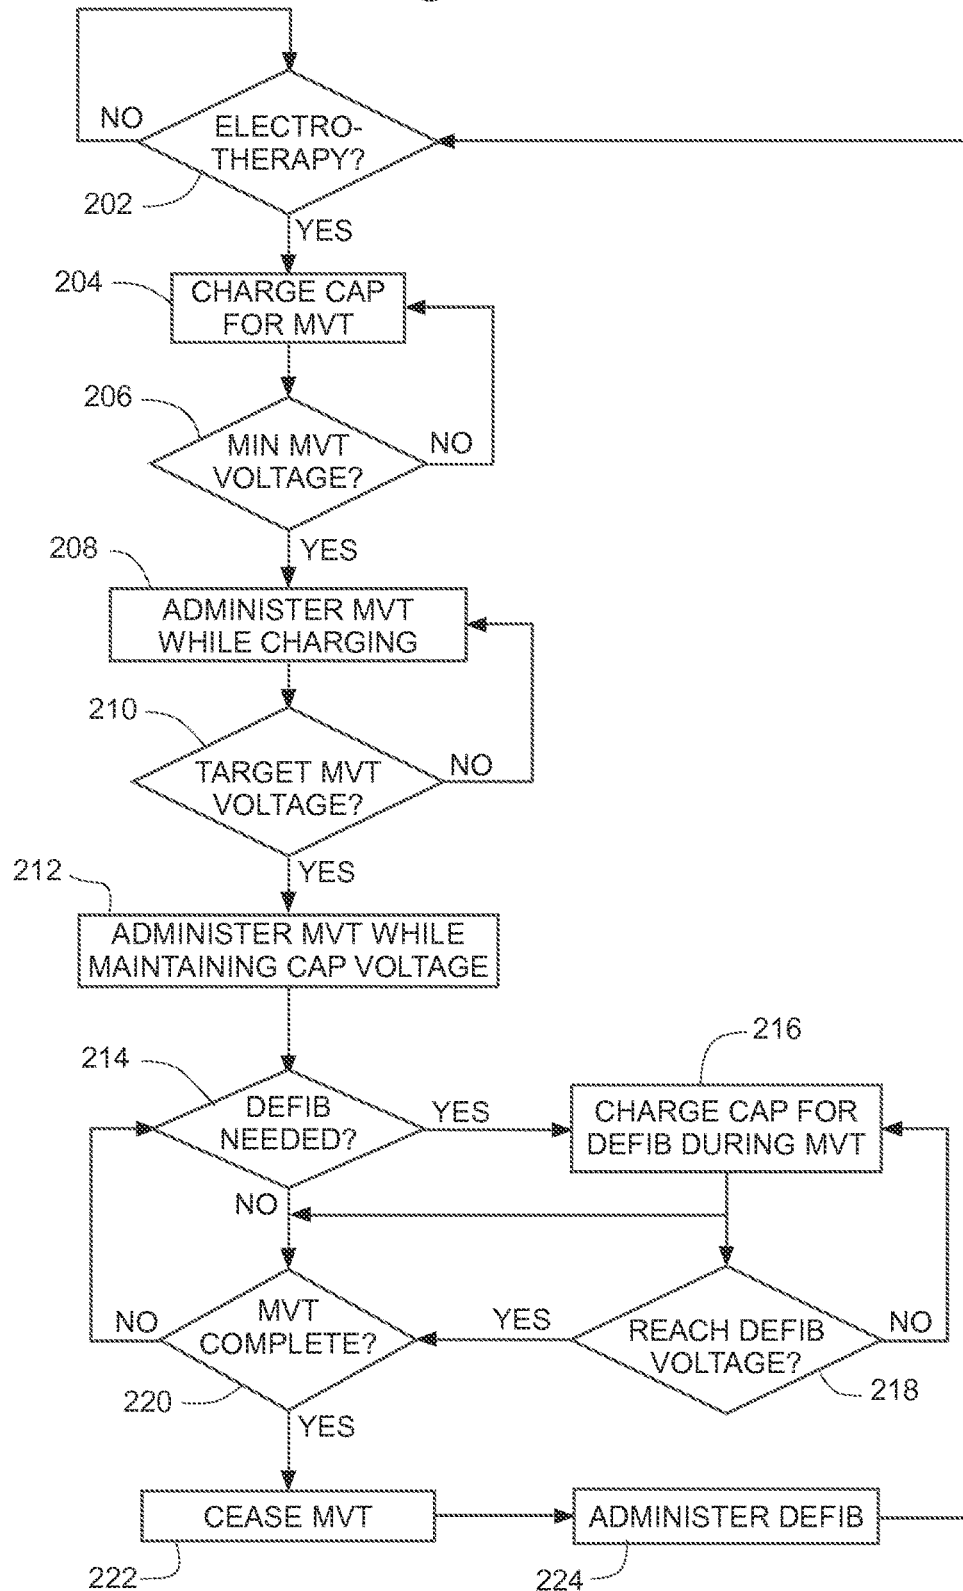 NO
ELECTRO-
THERAPY?
202
YES
204
CHARGE CAP
FOR MVT
206
MIN MVT
VOLTAGE?
NO
YES
208
ADMINISTER MVT
WHILE CHARGING
210
TARGET MVT
VOLTAGE?
NO
YES
212
ADMINISTER MVT WHILE
MAINTAINING CAP VOLTAGE
214
DEFIB
NEEDED?
YES
216
CHARGE CAP FOR
DEFIB DURING MVT
NO
NO
MVT
COMPLETE?
YES
REACH DEFIB
VOLTAGE?
NO
218
220
YES
CEASE MVT
ADMINISTER DEFIB
222
224